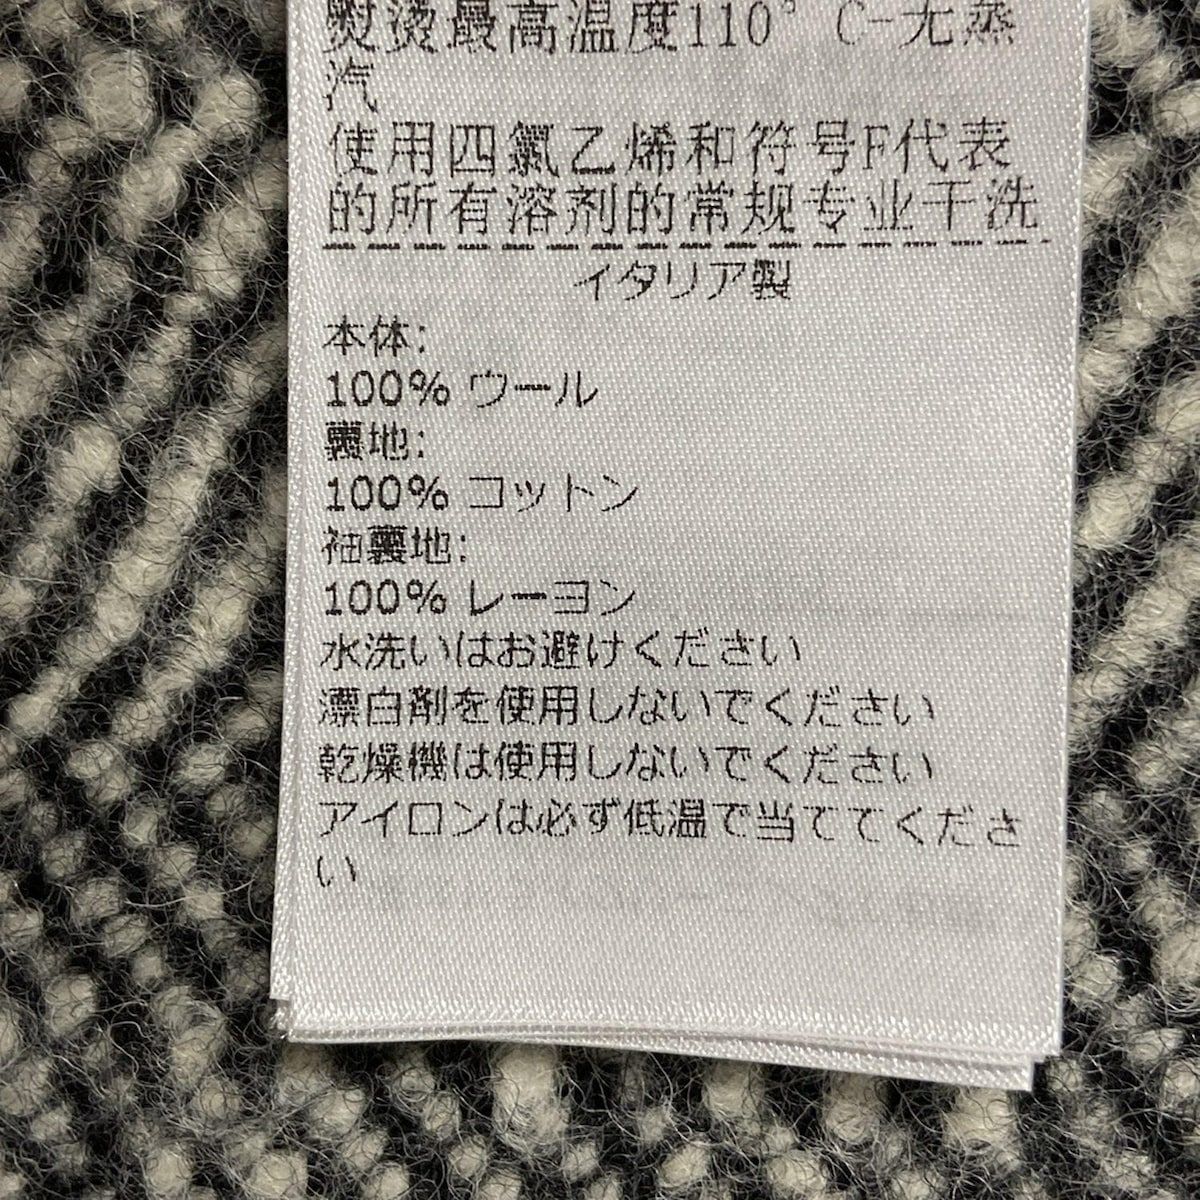 熨烫最高温度110° C-无蒸
汽
使用四氯乙烯和符号F代表
的所有溶剂的常规专业干洗
イタリア製
本体:
100% ウール
裏地:
100% コットン
袖裏地:
100% レーヨン
水洗いはお避けください
漂白剤を使用しないでください
乾燥機は使用しないでください
アイロンは必ず低温で当ててくださ
い